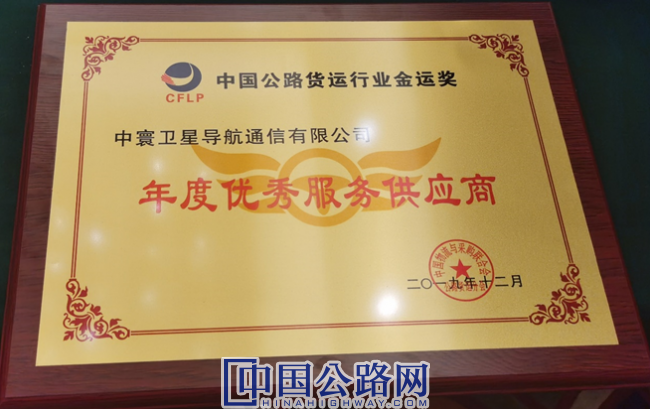 CFLP
中国公路货运行业金运奖
中寰卫星导航通信有限公司
年度优秀服务供应商
中国物流与采购联合会
二〇一九年十二月
中国公路网
CHINAHIGHWAY.COM